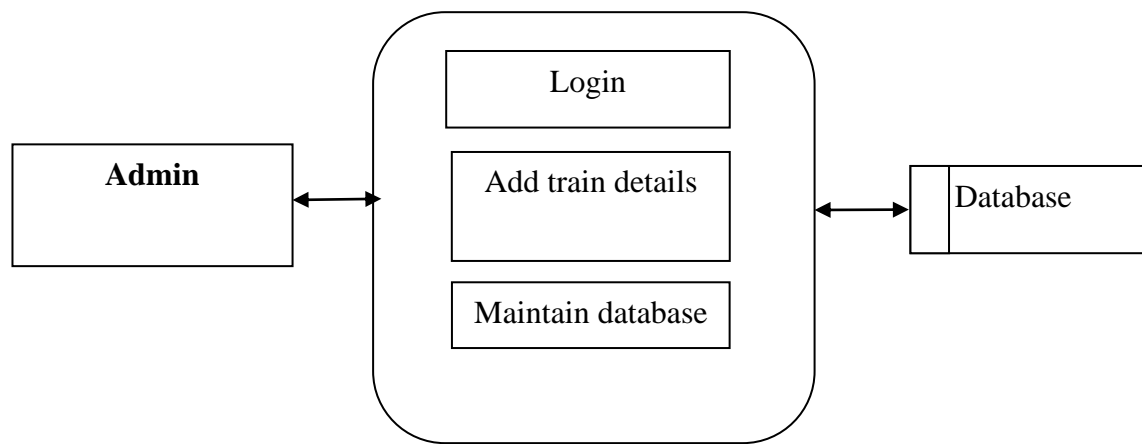 Login
Admin
Add train details
Database
Maintain database